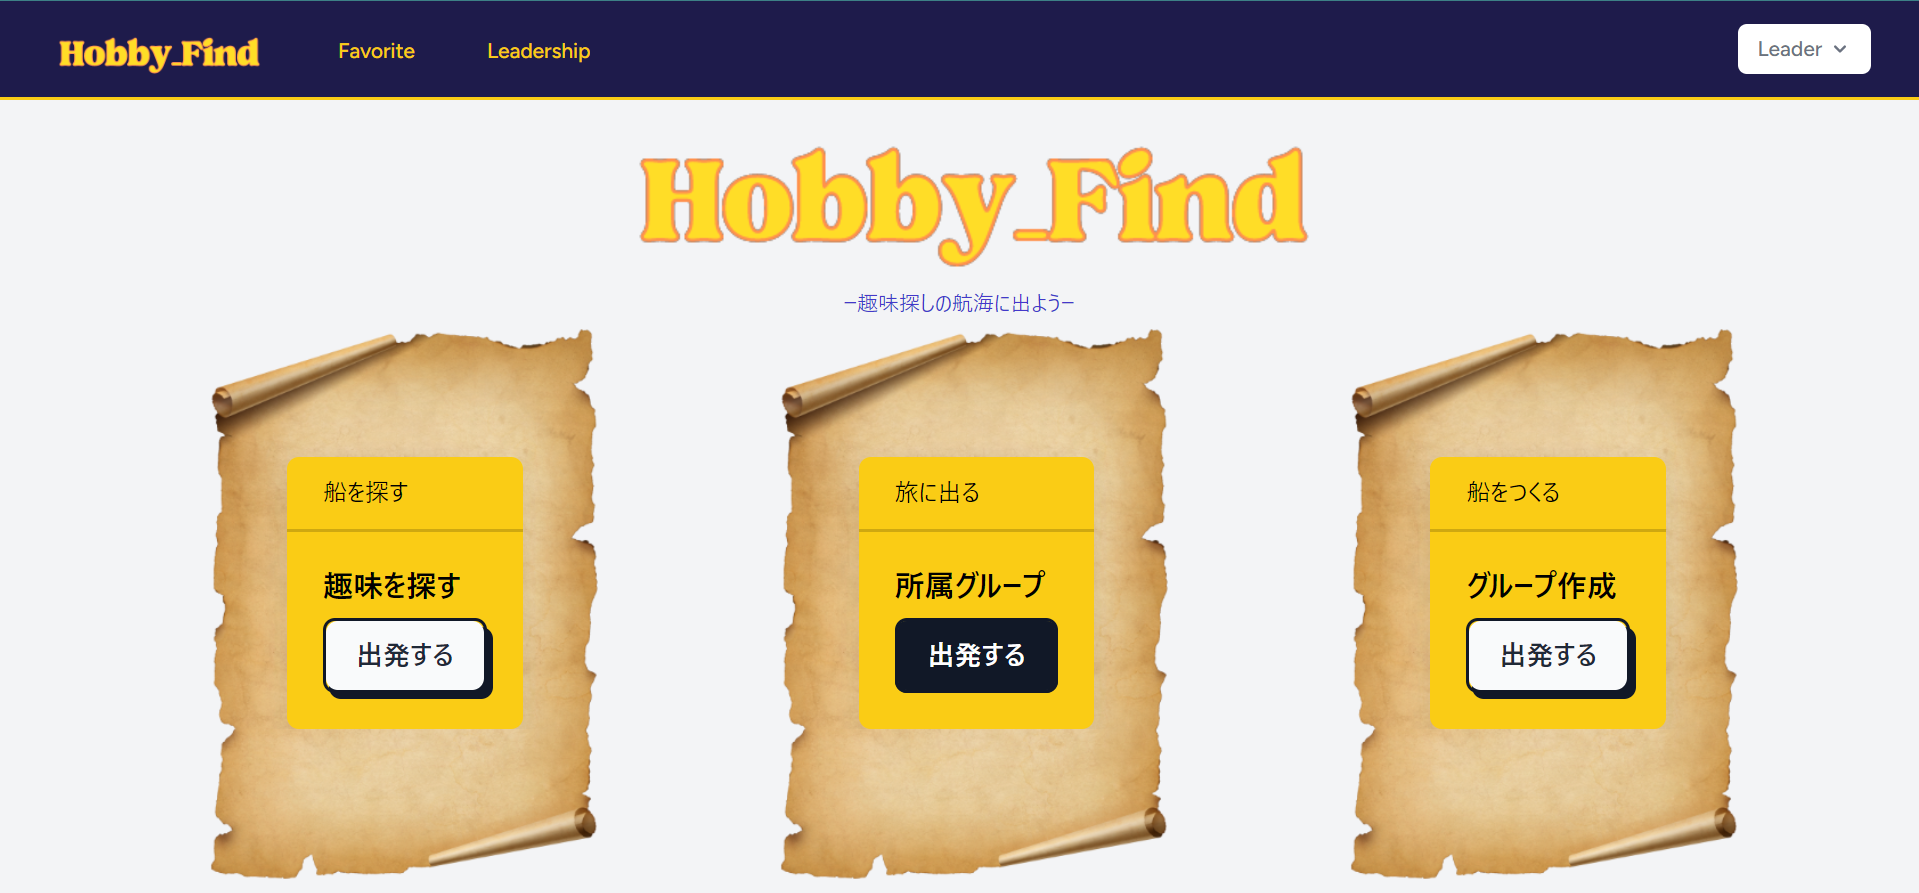 Hobby_Find
Favorite
Leadership
Leader
Hobby_Find
ー趣味探しの航海に出ようー
船を探す
趣味を探す
出発する
旅に出る
所属グループ
出発する
船をつくる
グループ作成
出発する